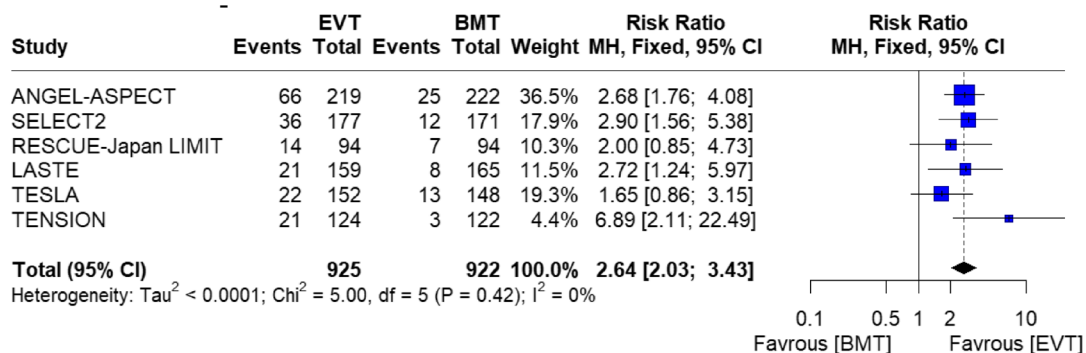 EVT BMT Risk Ratio Risk Ratio
Study Events Total Events Total Weight MH, Fixed, 95% CI MH, Fixed, 95% CI
ANGEL-ASPECT 66 219 25 222 36.5% 2.68 [1.76; 4.08]
SELECT2 36 177 12 171 17.9% 2.90 [1.56; 5.38]
RESCUE-Japan LIMIT 14 94 7 94 10.3% 2.00 [0.85; 4.73]
LASTE 21 159 8 165 11.5% 2.72 [1.24; 5.97]
TESLA 22 152 13 148 19.3% 1.65 [0.86; 3.15]
TENSION 21 124 3 122 4.4% 6.89 [2.11; 22.49]
Total (95% CI) 925 922 100.0% 2.64 [2.03; 3.43]
Heterogeneity: Tau² < 0.0001; Chi² = 5.00, df = 5 (P = 0.42); I² = 0%
0.1 0.5 1 2 10
Favrous [BMT] Favrous [EVT]